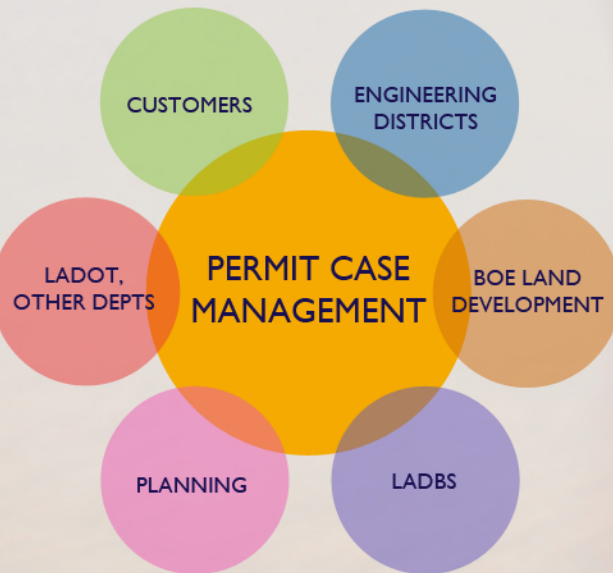 CUSTOMERS
ENGINEERING
DISTRICTS
LADOT,
OTHER DEPTS
PERMIT CASE
MANAGEMENT
BOE LAND
DEVELOPMENT
PLANNING
LADBS